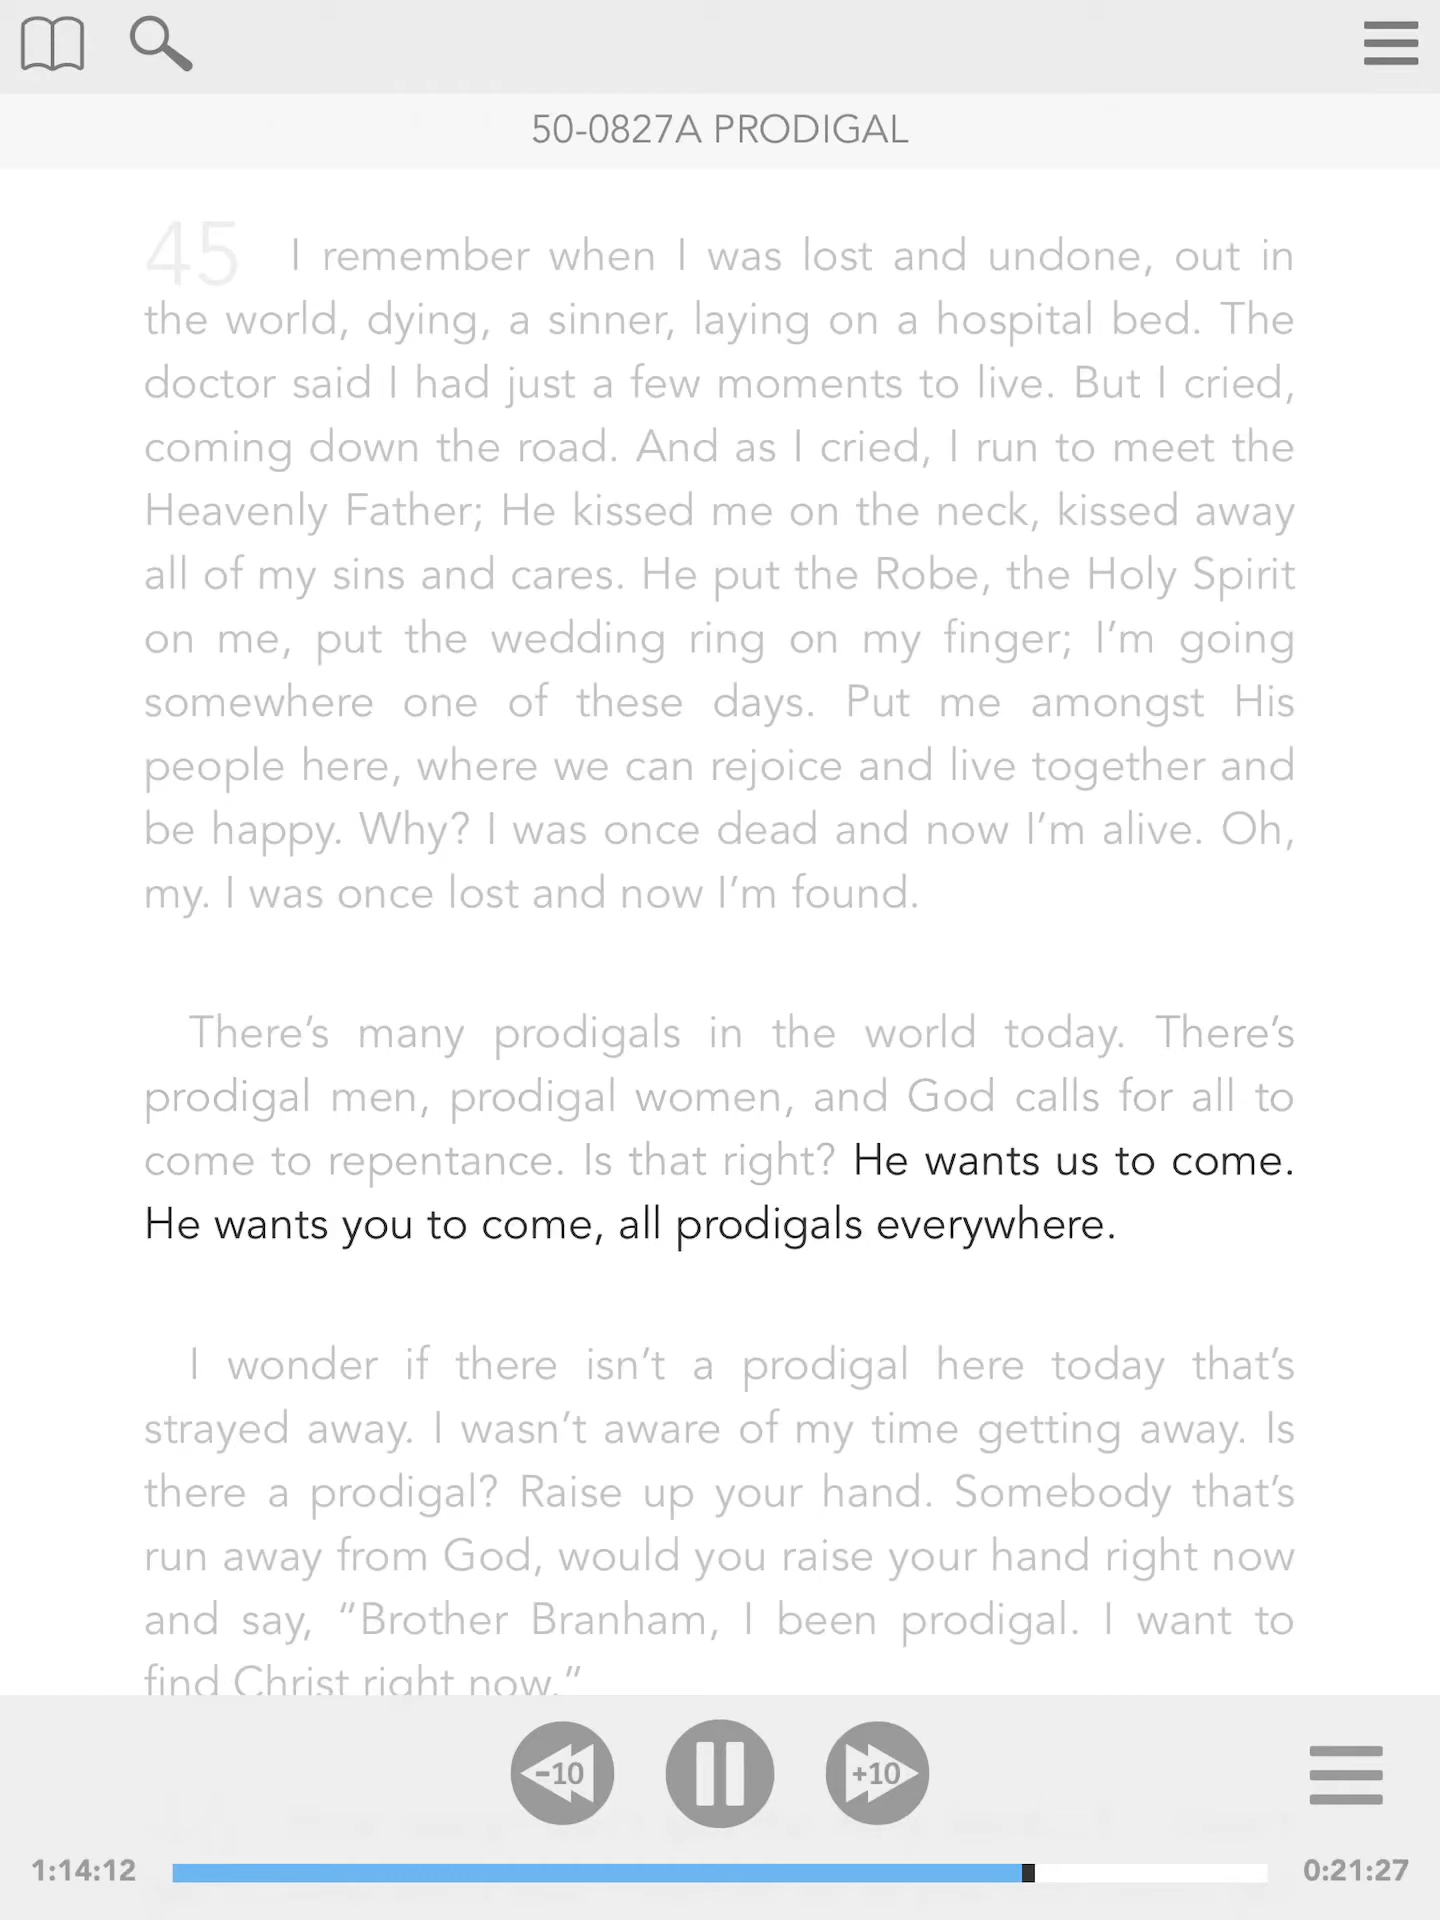 50-0827A PRODIGAL
45 I remember when I was lost and undone, out in
the world, dying, a sinner, laying on a hospital bed. The
doctor said I had just a few moments to live. But I cried,
coming down the road. And as I cried, I run to meet the
Heavenly Father; He kissed me on the neck, kissed away
all of my sins and cares. He put the Robe, the Holy Spirit
on me, put the wedding ring on my finger; I’m going
somewhere one of these days. Put me amongst His
people here, where we can rejoice and live together and
be happy. Why? I was once dead and now I’m alive. Oh,
my. I was once lost and now I’m found.
There’s many prodigals in the world today. There’s
prodigal men, prodigal women, and God calls for all to
come to repentance. Is that right? He wants us to come.
He wants you to come, all prodigals everywhere.
I wonder if there isn’t a prodigal here today that’s
strayed away. I wasn’t aware of my time getting away. Is
there a prodigal? Raise up your hand. Somebody that’s
run away from God, would you raise your hand right now
and say, “Brother Branham, I been prodigal. I want to
find Christ right now.”
-10 +10
1:14:12 0:21:27